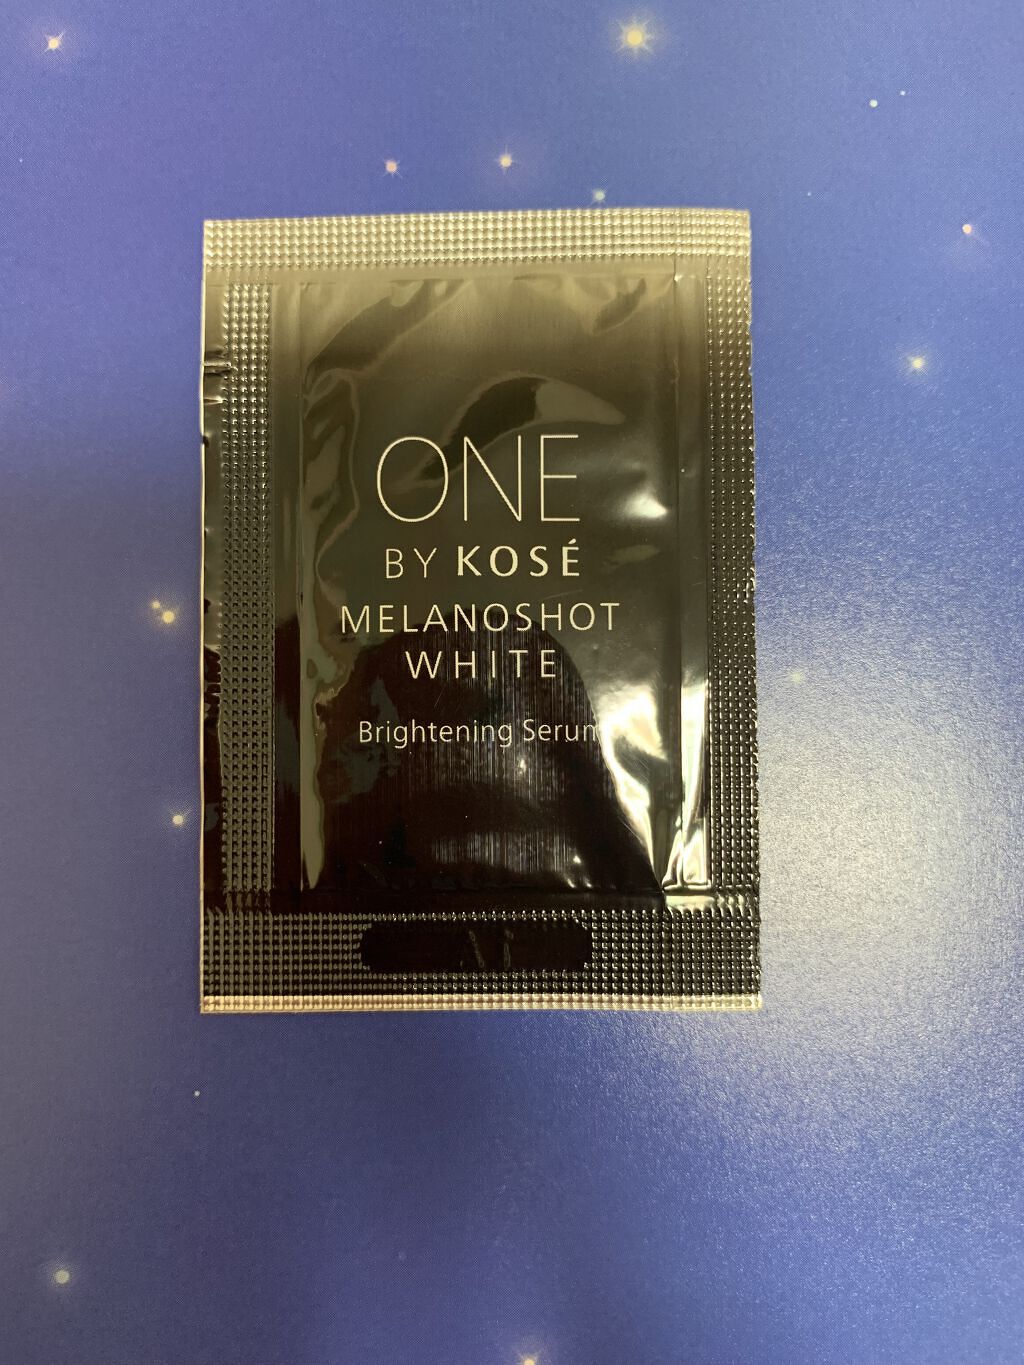 ONE
BY KOSÉ
MELANOSHOT
WHITE
Brightening Serum